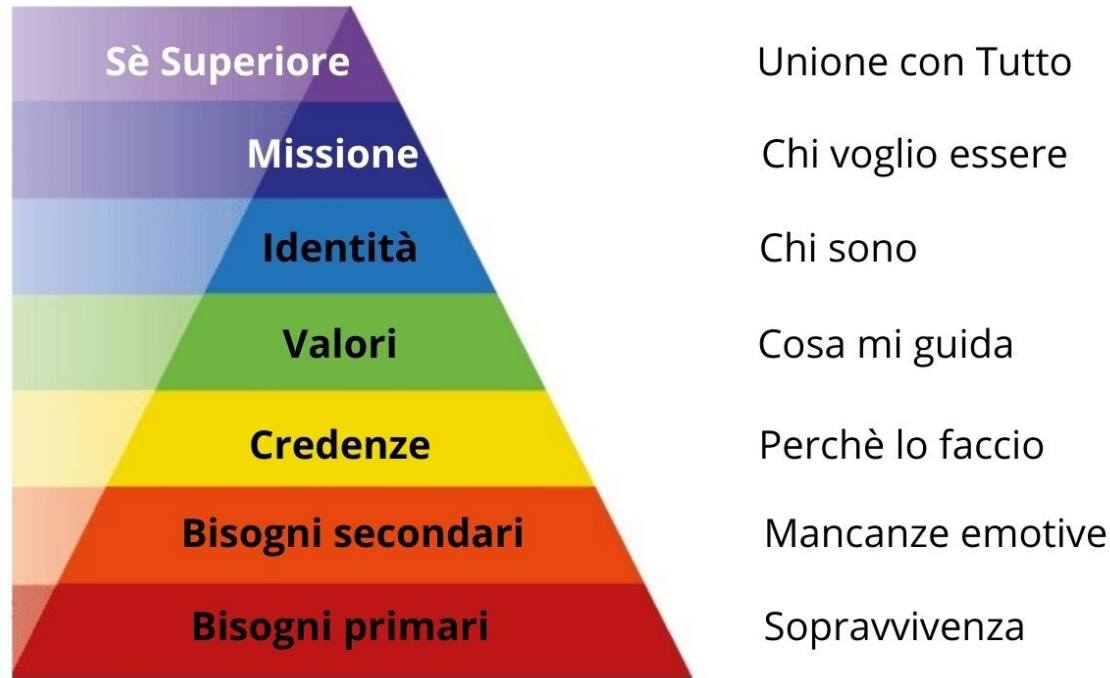 Sè Superiore Unione con Tutto
Missione Chi voglio essere
Identità Chi sono
Valori Cosa mi guida
Credenze Perchè lo faccio
Bisogni secondari Mancanze emotive
Bisogni primari Sopravvivenza